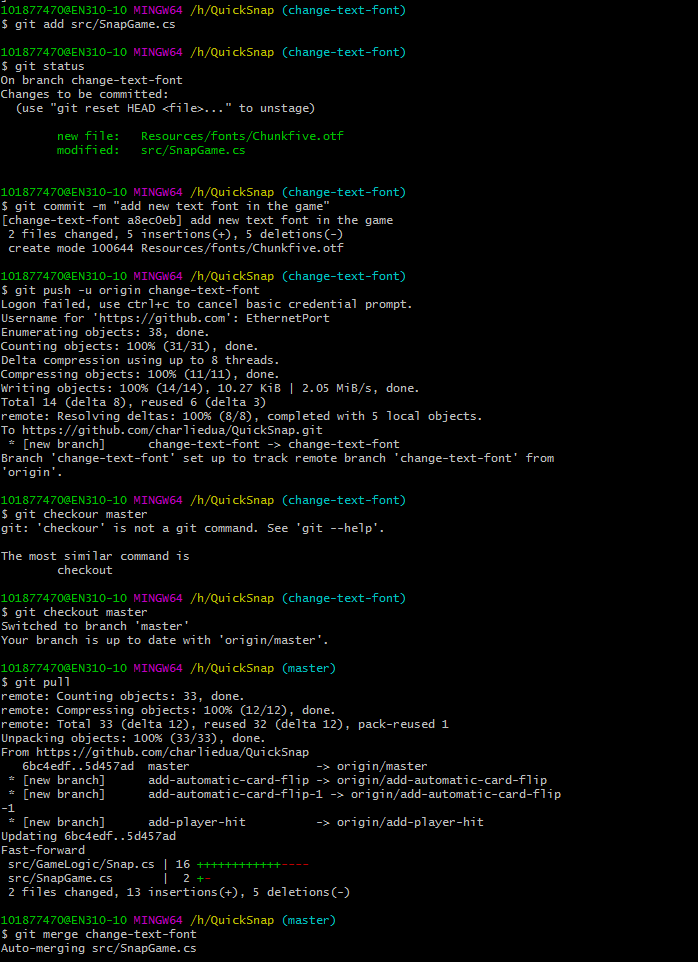 101877470@EN310-10 MINGW64 /h/QuickSnap (change-text-font)
$ git add src/SnapGame.cs
101877470@EN310-10 MINGW64 /h/QuickSnap (change-text-font)
$ git status
On branch change-text-font
Changes to be committed:
  (use "git reset HEAD <file>..." to unstage)
        new file:   Resources/fonts/Chunkfive.otf
        modified:   src/SnapGame.cs
101877470@EN310-10 MINGW64 /h/QuickSnap (change-text-font)
$ git commit -m "add new text font in the game"
[change-text-font a8ec0eb] add new text font in the game
 2 files changed, 5 insertions(+), 5 deletions(-)
 create mode 100644 Resources/fonts/Chunkfive.otf
101877470@EN310-10 MINGW64 /h/QuickSnap (change-text-font)
$ git push -u origin change-text-font
Logon failed, use ctrl+c to cancel basic credential prompt.
Username for 'https://github.com': EthernetPort
Enumerating objects: 38, done.
Counting objects: 100% (31/31), done.
Delta compression using up to 8 threads.
Compressing objects: 100% (11/11), done.
Writing objects: 100% (14/14), 10.27 KiB | 2.05 MiB/s, done.
Total 14 (delta 8), reused 6 (delta 3)
remote: Resolving deltas: 100% (8/8), completed with 5 local objects.
To https://github.com/charliedua/QuickSnap.git
 * [new branch]      change-text-font -> change-text-font
Branch 'change-text-font' set up to track remote branch 'change-text-font' from
'origin'.
101877470@EN310-10 MINGW64 /h/QuickSnap (change-text-font)
$ git checkour master
git: 'checkour' is not a git command. See 'git --help'.
The most similar command is
        checkout
101877470@EN310-10 MINGW64 /h/QuickSnap (change-text-font)
$ git checkout master
Switched to branch 'master'
Your branch is up to date with 'origin/master'.
101877470@EN310-10 MINGW64 /h/QuickSnap (master)
$ git pull
remote: Counting objects: 33, done.
remote: Compressing objects: 100% (12/12), done.
remote: Total 33 (delta 12), reused 32 (delta 12), pack-reused 1
Unpacking objects: 100% (33/33), done.
From https://github.com/charliedua/QuickSnap
   6bc4edf..5d457ad  master                 -> origin/master
 * [new branch]      add-automatic-card-flip -> origin/add-automatic-card-flip
 * [new branch]      add-automatic-card-flip-1 -> origin/add-automatic-card-flip
-1
 * [new branch]      add-player-hit         -> origin/add-player-hit
Updating 6bc4edf..5d457ad
Fast-forward
 src/GameLogic/Snap.cs | 16 ++++++++++++----
 src/SnapGame.cs       |  2 +-
 2 files changed, 13 insertions(+), 5 deletions(-)
101877470@EN310-10 MINGW64 /h/QuickSnap (master)
$ git merge change-text-font
Auto-merging src/SnapGame.cs